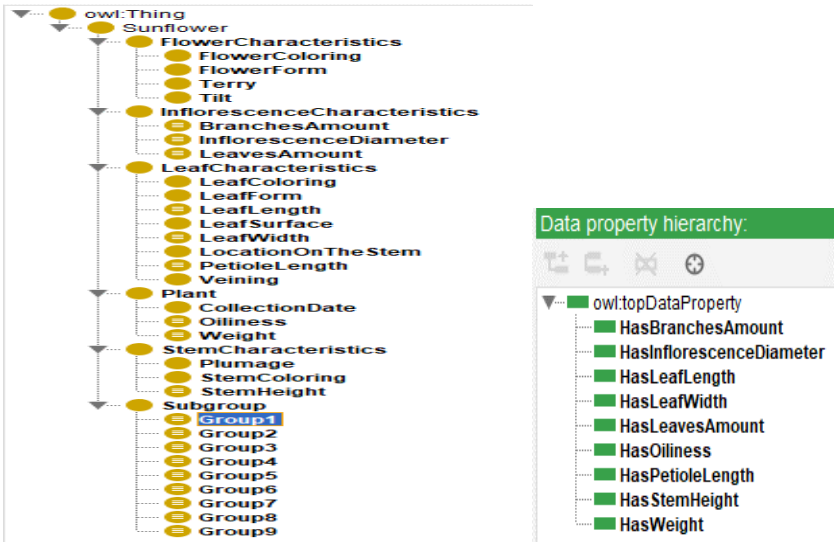 owl:Thing
Sunflower
FlowerCharacteristics
FlowerColoring
FlowerForm
Terry
Tilt
InflorescenceCharacteristics
BranchesAmount
InflorescenceDiameter
LeavesAmount
LeafCharacteristics
LeafColoring
LeafForm
LeafLength
LeafSurface
LeafWidth
LocationOnTheStem
PetioleLength
Veining
Plant
CollectionDate
Oiliness
Weight
StemCharacteristics
Plumage
StemColoring
StemHeight
Subgroup
Group1
Group2
Group3
Group4
Group5
Group6
Group7
Group8
Group9
Data property hierarchy:
owl:topDataProperty
HasBranchesAmount
HasInflorescenceDiameter
HasLeafLength
HasLeafWidth
HasLeavesAmount
HasOiliness
HasPetioleLength
HasStemHeight
HasWeight